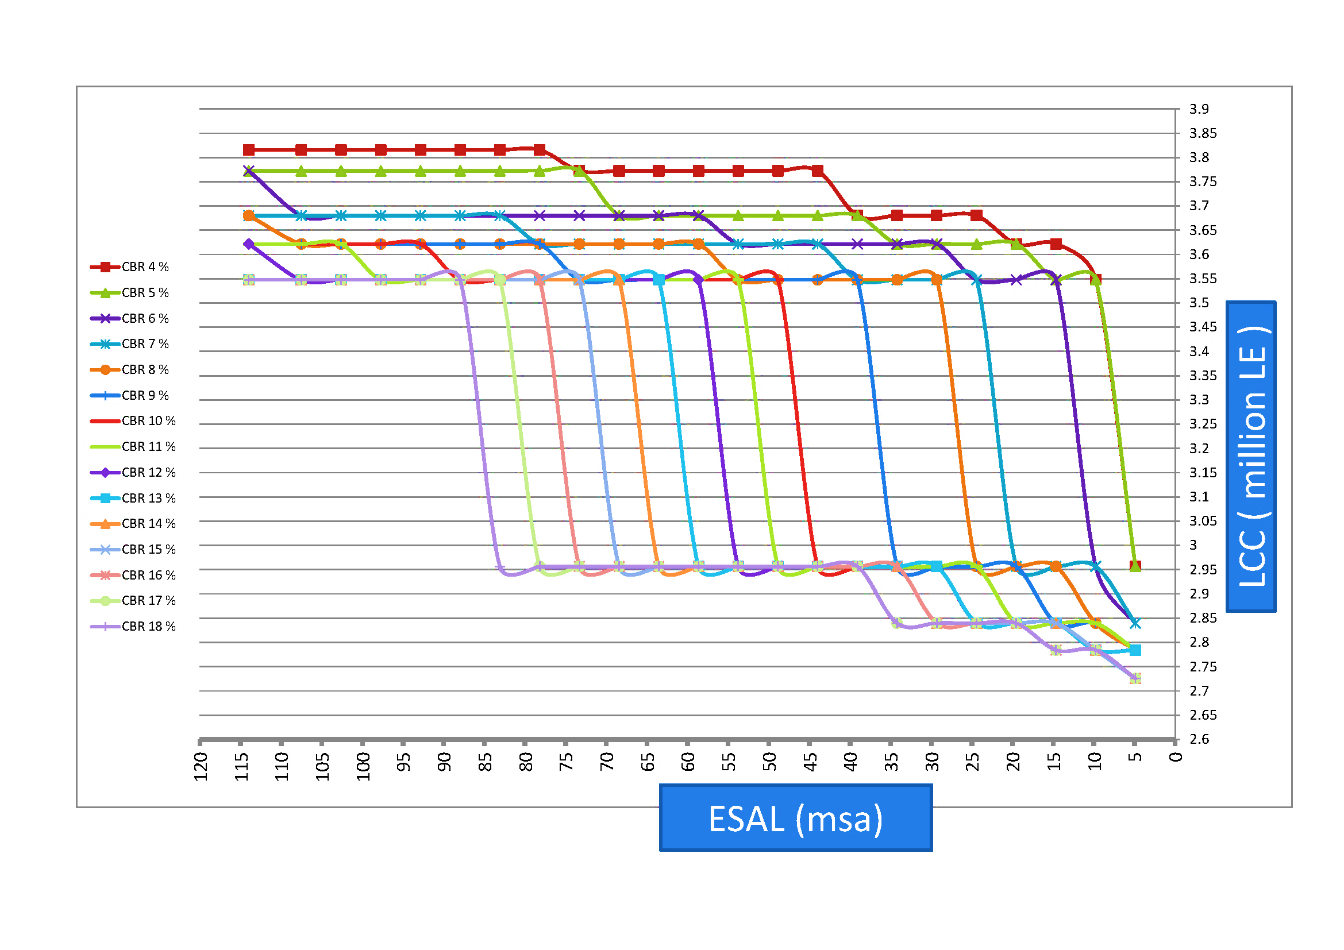 3.9
3.85
3.8
3.75
3.7
3.65
3.6
3.55
3.5
3.45
3.4
3.35
3.3
3.25
3.2
3.15
3.1
3.05
3
2.95
2.9
2.85
2.8
2.75
2.7
2.65
2.6
CBR 4 %
CBR 5 %
CBR 6 %
CBR 7 %
CBR 8 %
CBR 9 %
CBR 10 %
CBR 11 %
CBR 12 %
CBR 13 %
CBR 14 %
CBR 15 %
CBR 16 %
CBR 17 %
CBR 18 %
LCC ( million LE )
120 115 110 105 100 95 90 85 80 75 70 65 60 55 50 45 40 35 30 25 20 15 10 5 0
ESAL (msa)